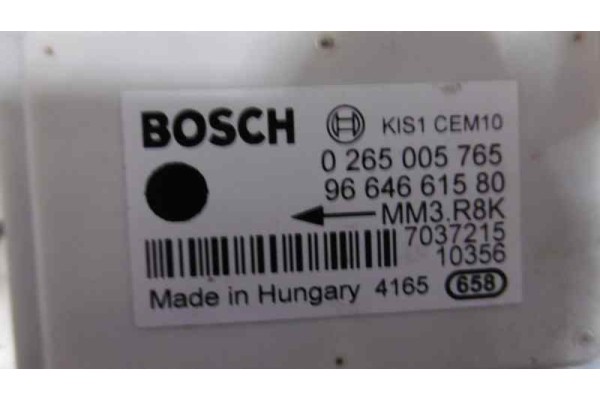 BOSCH KIS1 CEM10
0 265 005 765
96 646 615 80
MM3.R8K
7037215
10356
Made in Hungary 4165 658